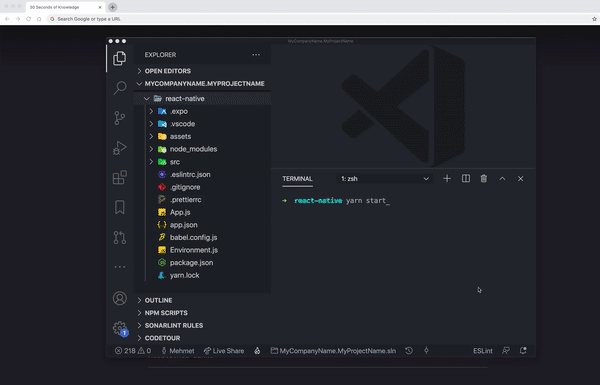 30 Seconds of Knowledge
Search Google or type a URL
MyCompanyName.MyProjectName
EXPLORER
OPEN EDITORS
MYCOMPANYNAME.MYPROJECTNAME
react-native
.expo
.vscode
assets
node_modules
src
.eslintrc.json
.gitignore
.prettierrc
App.js
app.json
babel.config.js
Environment.js
package.json
yarn.lock
OUTLINE
NPM SCRIPTS
SONARLINT RULES
CODETOUR
TERMINAL
1: zsh
react-native yarn start_
1
218 0 Mehmet Live Share MyCompanyName.MyProjectName.sln ESLint